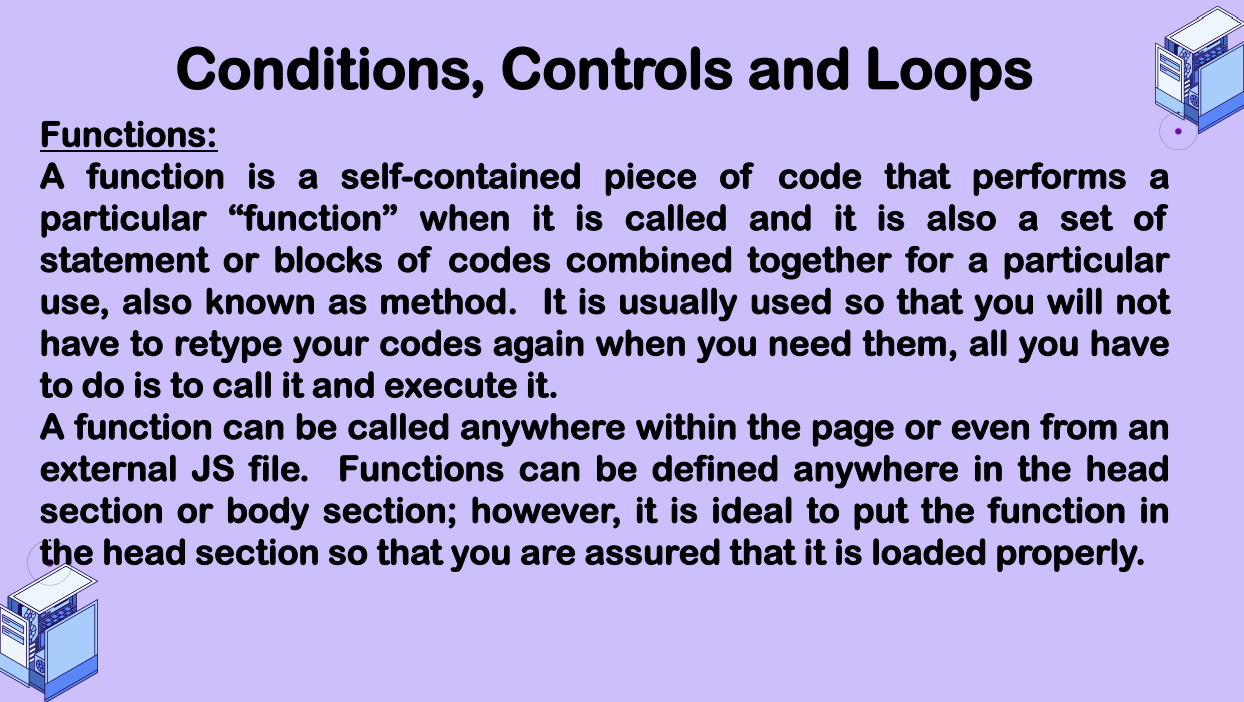 Conditions, Controls and Loops
Functions:
A function is a self-contained piece of code that performs a
particular “function” when it is called and it is also a set of
statement or blocks of codes combined together for a particular
use, also known as method.  It is usually used so that you will not
have to retype your codes again when you need them, all you have
to do is to call it and execute it.
A function can be called anywhere within the page or even from an
external JS file.  Functions can be defined anywhere in the head
section or body section; however, it is ideal to put the function in
the head section so that you are assured that it is loaded properly.